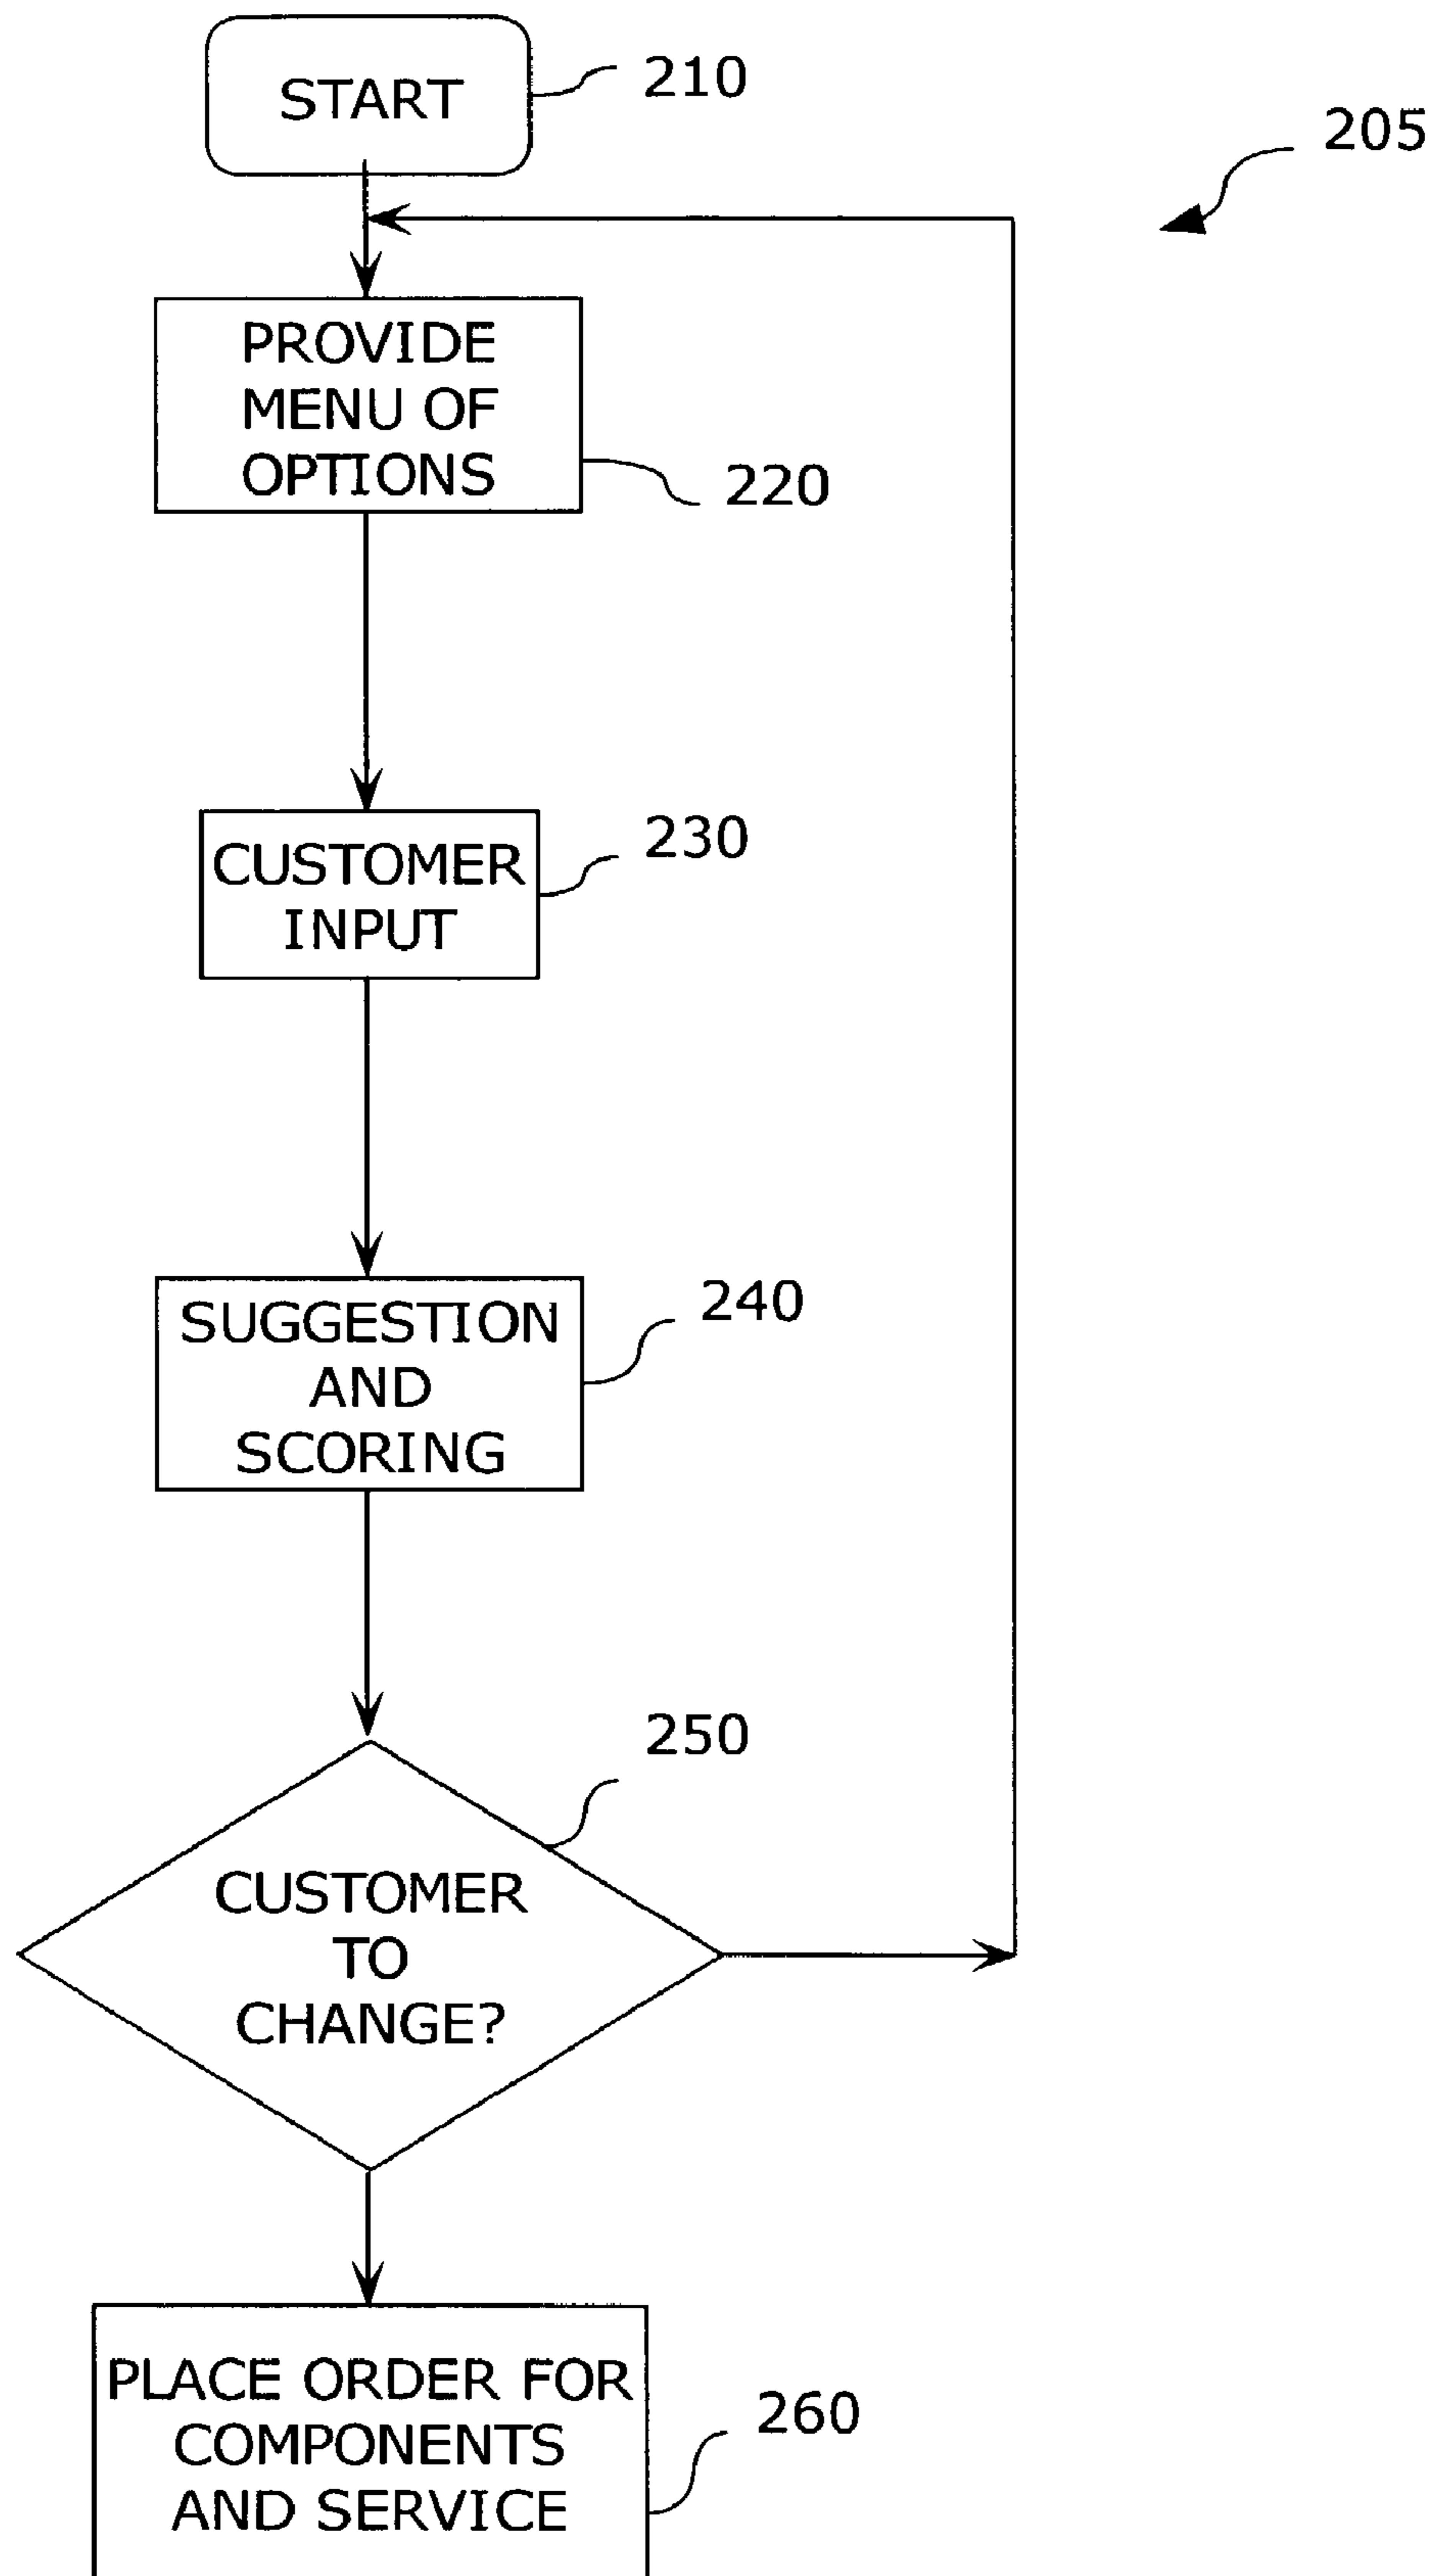 START
210
205
PROVIDE
MENU OF
OPTIONS
220
CUSTOMER
INPUT
230
SUGGESTION
AND
SCORING
240
250
CUSTOMER
TO
CHANGE?
PLACE ORDER FOR
COMPONENTS
AND SERVICE
260